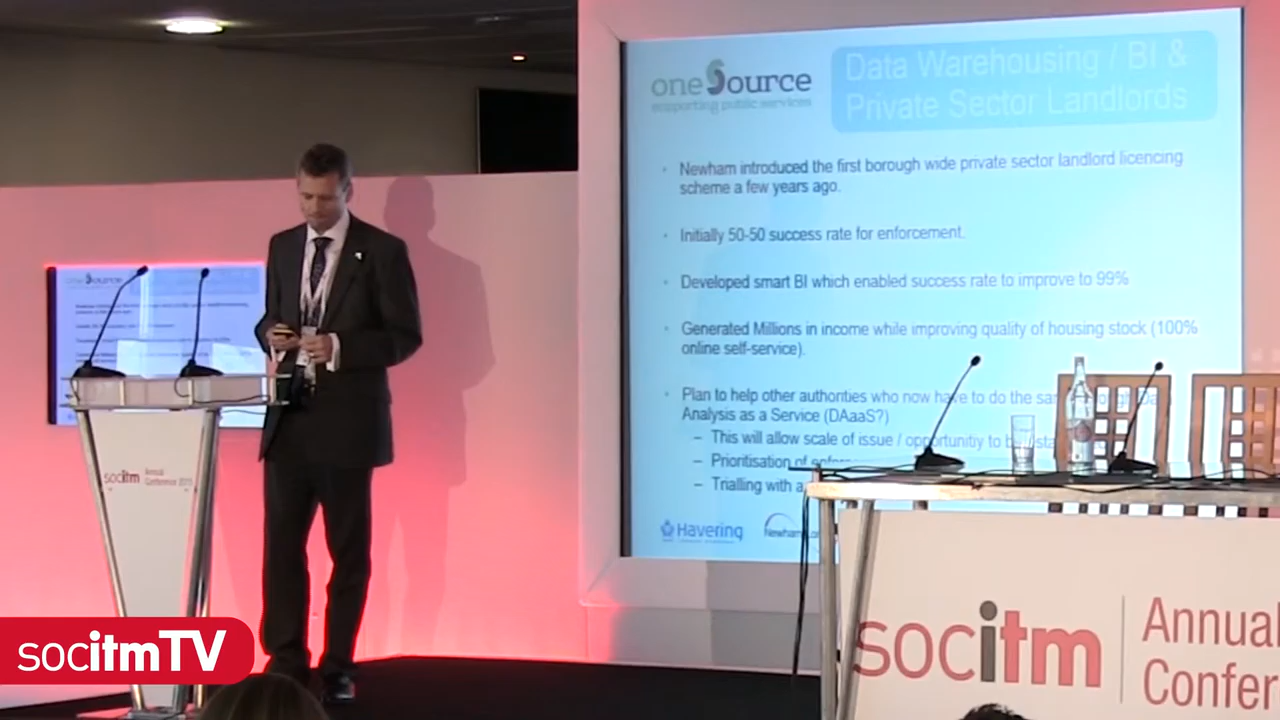 oneSource
supporting public services
Data Warehousing / BI &
Private Sector Landlords
Newham introduced the first borough wide private sector landlord licencing
scheme a few years ago.
Initially 50-50 success rate for enforcement.
Developed smart BI which enabled success rate to improve to 99%
Generated Millions in income while improving quality of housing stock (100%
online self-service).
Plan to help other authorities who now have to do the
Analysis as a Service (DAaaS?)
– This will allow scale of issue / opportunitiy to
– Prioritisation of
– Trialling with a
Havering
Newham
oneSource
socitm
Annual
Conference
socitm
Annual
socitmTV